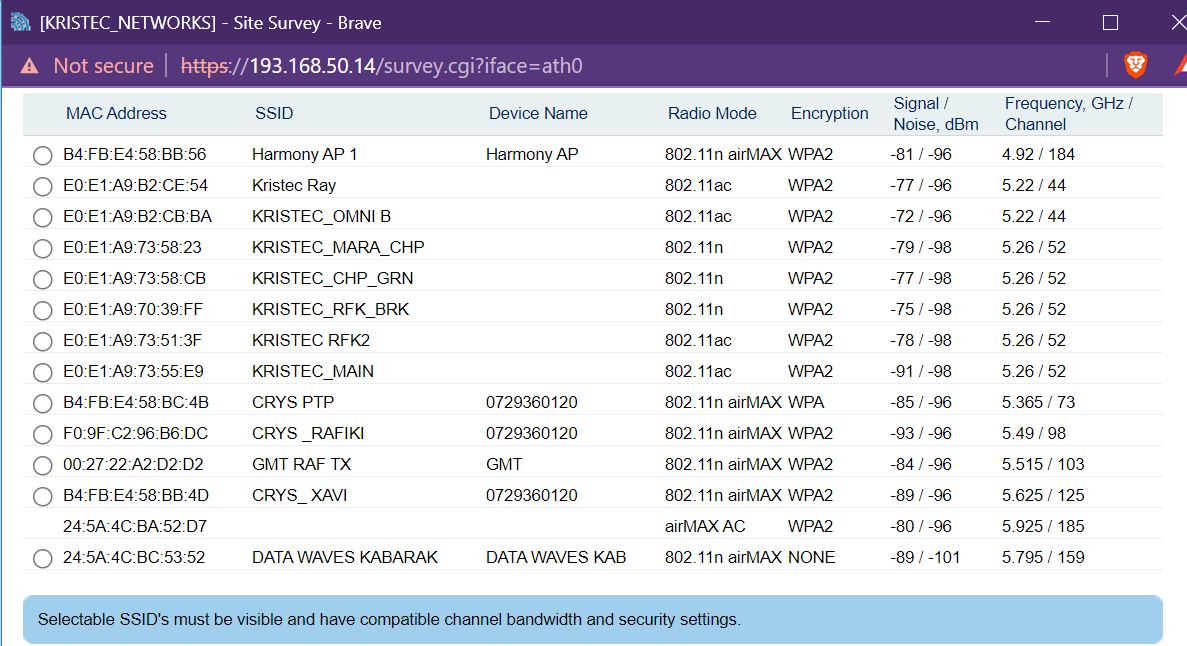 [KRISTEC_NETWORKS] - Site Survey - Brave
Not secure https://193.168.50.14/survey.cgi?iface=ath0
MAC Address SSID Device Name Radio Mode Encryption Signal / Noise, dBm Frequency, GHz / Channel
B4:FB:E4:58:BB:56 Harmony AP 1 Harmony AP 802.11n airMAX WPA2 -81 / -96 4.92 / 184
E0:E1:A9:B2:CE:54 Kristec Ray 802.11ac WPA2 -77 / -96 5.22 / 44
E0:E1:A9:B2:CB:BA KRISTEC_OMNI B 802.11ac WPA2 -72 / -96 5.22 / 44
E0:E1:A9:73:58:23 KRISTEC_MARA_CHP 802.11n WPA2 -79 / -98 5.26 / 52
E0:E1:A9:73:58:CB KRISTEC_CHP_GRN 802.11n WPA2 -77 / -98 5.26 / 52
E0:E1:A9:70:39:FF KRISTEC_RFK_BRK 802.11n WPA2 -75 / -98 5.26 / 52
E0:E1:A9:73:51:3F KRISTEC RFK2 802.11ac WPA2 -78 / -98 5.26 / 52
E0:E1:A9:73:55:E9 KRISTEC_MAIN 802.11ac WPA2 -91 / -98 5.26 / 52
B4:FB:E4:58:BC:4B CRYS PTP 0729360120 802.11n airMAX WPA -85 / -96 5.365 / 73
F0:9F:C2:96:B6:DC CRYS _RAFIKI 0729360120 802.11n airMAX WPA2 -93 / -96 5.49 / 98
00:27:22:A2:D2:D2 GMT RAF TX GMT 802.11n airMAX WPA2 -84 / -96 5.515 / 103
B4:FB:E4:58:BB:4D CRYS_ XAVI 0729360120 802.11n airMAX WPA2 -89 / -96 5.625 / 125
24:5A:4C:BA:52:D7 airMAX AC WPA2 -80 / -96 5.925 / 185
24:5A:4C:BC:53:52 DATA WAVES KABARAK DATA WAVES KAB 802.11n airMAX NONE -89 / -101 5.795 / 159
Selectable SSID's must be visible and have compatible channel bandwidth and security settings.